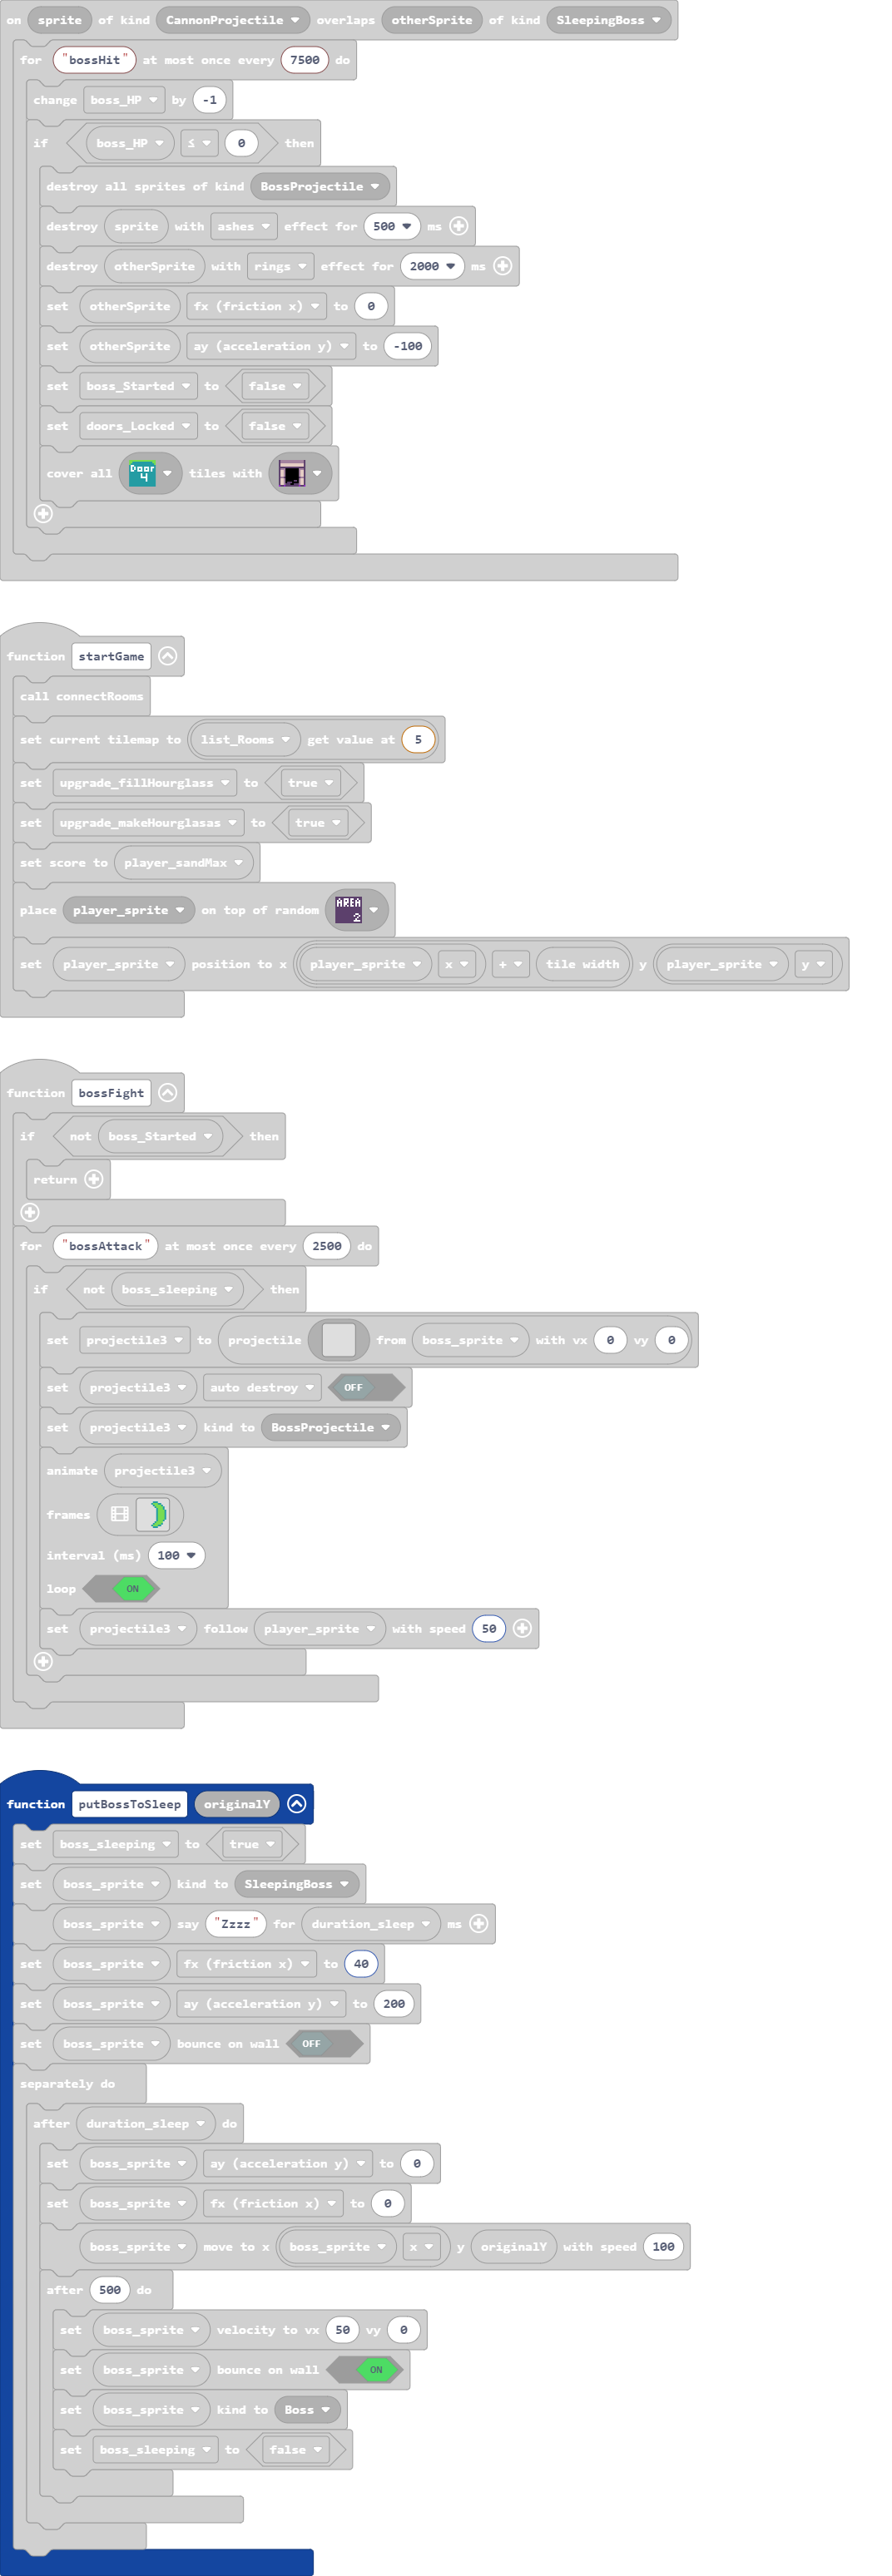 on sprite of kind CannonProjectile overlaps otherSprite of kind SleepingBoss
for "bossHit" at most once every 7500 do
change boss_HP by -1
if boss_HP ≤ 0 then
destroy all sprites of kind BossProjectile
destroy sprite with ashes effect for 500 ms
destroy otherSprite with rings effect for 2000 ms
set otherSprite fx (friction x) to 0
set otherSprite ay (acceleration y) to -100
set boss_Started to false
set doors_Locked to false
cover all Door 4 tiles with
function startGame
call connectRooms
set current tilemap to list_Rooms get value at 5
set upgrade_fillHourglass to true
set upgrade_makeHourglasas to true
set score to player_sandMax
place player_sprite on top of random AREA 2
set player_sprite position to x player_sprite x + tile width y player_sprite y
function bossFight
if not boss_Started then
return
for "bossAttack" at most once every 2500 do
if not boss_sleeping then
set projectile3 to projectile from boss_sprite with vx 0 vy 0
set projectile3 auto destroy OFF
set projectile3 kind to BossProjectile
animate projectile3
frames
interval (ms) 100
loop ON
set projectile3 follow player_sprite with speed 50
function putBossToSleep originalY
set boss_sleeping to true
set boss_sprite kind to SleepingBoss
boss_sprite say "Zzzz" for duration_sleep ms
set boss_sprite fx (friction x) to 40
set boss_sprite ay (acceleration y) to 200
set boss_sprite bounce on wall OFF
separately do
after duration_sleep do
set boss_sprite ay (acceleration y) to 0
set boss_sprite fx (friction x) to 0
boss_sprite move to x boss_sprite x y originalY with speed 100
after 500 do
set boss_sprite velocity to vx 50 vy 0
set boss_sprite bounce on wall ON
set boss_sprite kind to Boss
set boss_sleeping to false